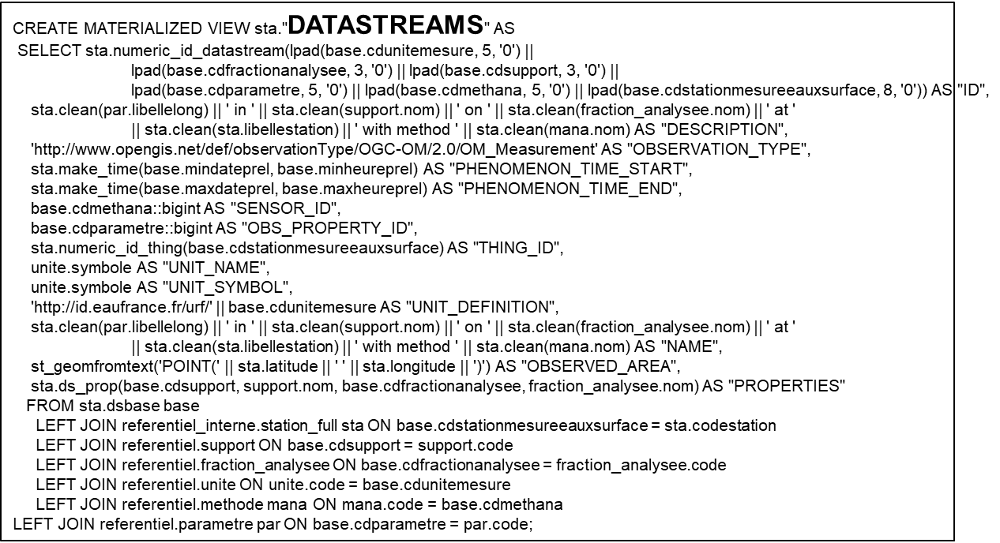 CREATE MATERIALIZED VIEW sta."DATASTREAMS" AS
SELECT sta.numeric_id_datastream(lpad(base.cdunitemesure, 5, '0') ||
lpad(base.cdfractionanalysee, 3, '0') || lpad(base.cdsupport, 3, '0') ||
lpad(base.cdparametre, 5, '0') || lpad(base.cdmethana, 5, '0') || lpad(base.cdstationmesureeauxsurface, 8, '0')) AS "ID",
sta.clean(par.libellelong) || ' in ' || sta.clean(support.nom) || ' on ' || sta.clean(fraction_analysee.nom) || ' at '
|| sta.clean(sta.libellestation) || ' with method ' || sta.clean(mana.nom) AS "DESCRIPTION",
'http://www.opengis.net/def/observationType/OGC-OM/2.0/OM_Measurement' AS "OBSERVATION_TYPE",
sta.make_time(base.mindateprel, base.minheureprel) AS "PHENOMENON_TIME_START",
sta.make_time(base.maxdateprel, base.maxheureprel) AS "PHENOMENON_TIME_END",
base.cdmethana::bigint AS "SENSOR_ID",
base.cdparametre::bigint AS "OBS_PROPERTY_ID",
sta.numeric_id_thing(base.cdstationmesureeauxsurface) AS "THING_ID",
unite.symbole AS "UNIT_NAME",
unite.symbole AS "UNIT_SYMBOL",
'http://id.eaufrance.fr/urf/' || base.cdunitemesure AS "UNIT_DEFINITION",
sta.clean(par.libellelong) || ' in ' || sta.clean(support.nom) || ' on ' || sta.clean(fraction_analysee.nom) || ' at '
|| sta.clean(sta.libellestation) || ' with method ' || sta.clean(mana.nom) AS "NAME",
st_geomfromtext('POINT(' || sta.latitude || ' ' || sta.longitude || ')') AS "OBSERVED_AREA",
sta.ds_prop(base.cdsupport, support.nom, base.cdfractionanalysee, fraction_analysee.nom) AS "PROPERTIES"
FROM sta.dsbase base
LEFT JOIN referentiel_interne.station_full sta ON base.cdstationmesureeauxsurface = sta.codestation
LEFT JOIN referentiel.support ON base.cdsupport = support.code
LEFT JOIN referentiel.fraction_analysee ON base.cdfractionanalysee = fraction_analysee.code
LEFT JOIN referentiel.unite ON unite.code = base.cdunitemesure
LEFT JOIN referentiel.methode mana ON mana.code = base.cdmethana
LEFT JOIN referentiel.parametre par ON base.cdparametre = par.code;